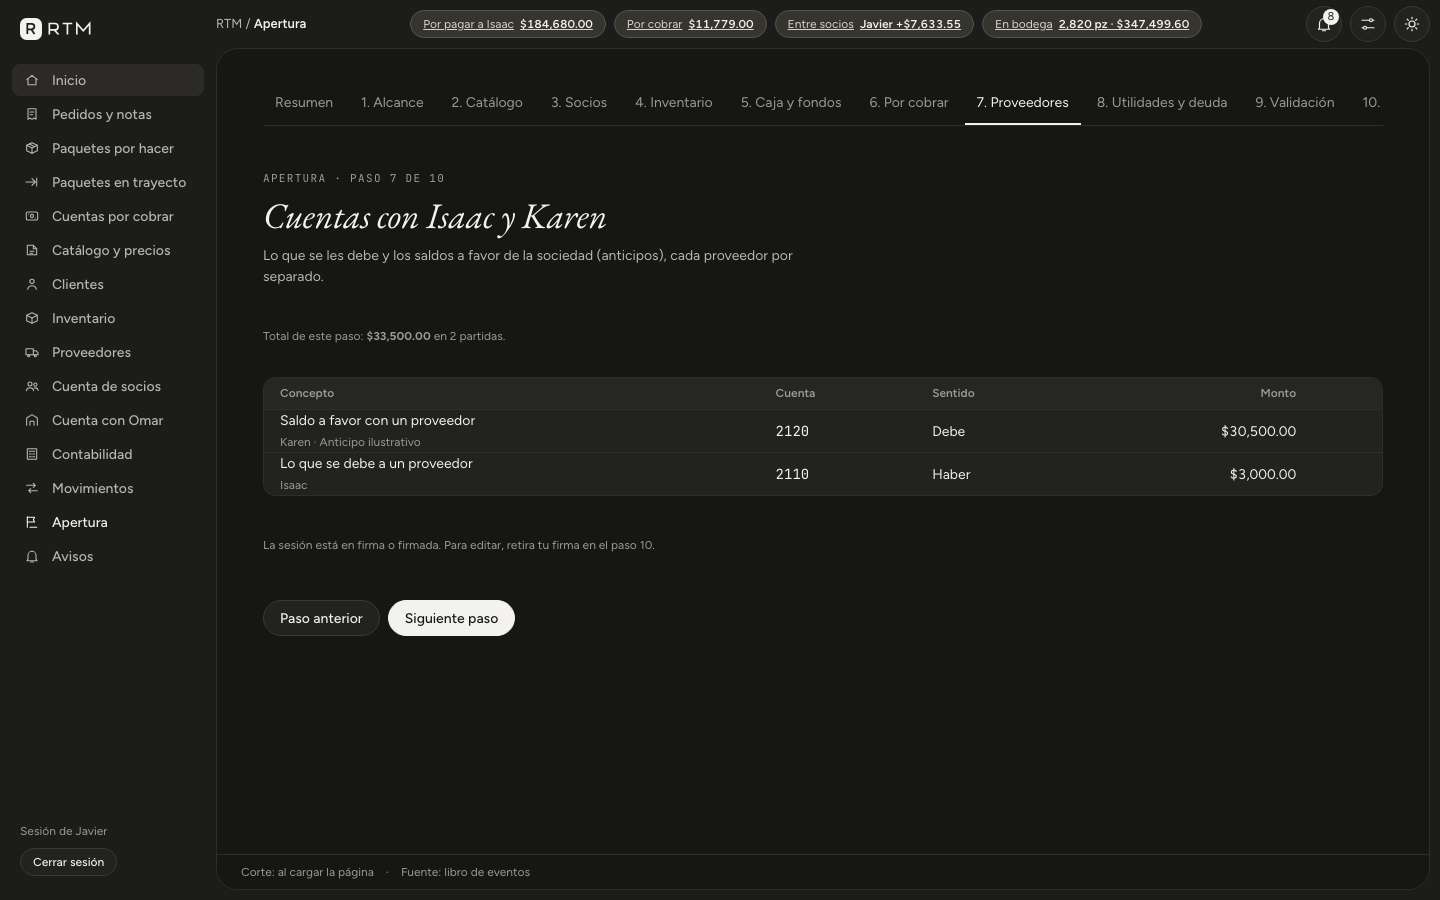 R RTM
RTM / Apertura
Por pagar a Isaac $184,680.00
Por cobrar $11,779.00
Entre socios Javier +$7,633.55
En bodega 2,820 pz · $347,499.60
8
Inicio
Pedidos y notas
Paquetes por hacer
Paquetes en trayecto
Cuentas por cobrar
Catálogo y precios
Clientes
Inventario
Proveedores
Cuenta de socios
Cuenta con Omar
Contabilidad
Movimientos
Apertura
Avisos
Sesión de Javier
Cerrar sesión
Resumen 1. Alcance 2. Catálogo 3. Socios 4. Inventario 5. Caja y fondos 6. Por cobrar 7. Proveedores 8. Utilidades y deuda 9. Validación 10.
APERTURA · PASO 7 DE 10
Cuentas con Isaac y Karen
Lo que se les debe y los saldos a favor de la sociedad (anticipos), cada proveedor por
separado.
Total de este paso: $33,500.00 en 2 partidas.
Concepto Cuenta Sentido Monto
Saldo a favor con un proveedor
Karen · Anticipo ilustrativo
2120 Debe $30,500.00
Lo que se debe a un proveedor
Isaac
2110 Haber $3,000.00
La sesión está en firma o firmada. Para editar, retira tu firma en el paso 10.
Paso anterior
Siguiente paso
Corte: al cargar la página · Fuente: libro de eventos